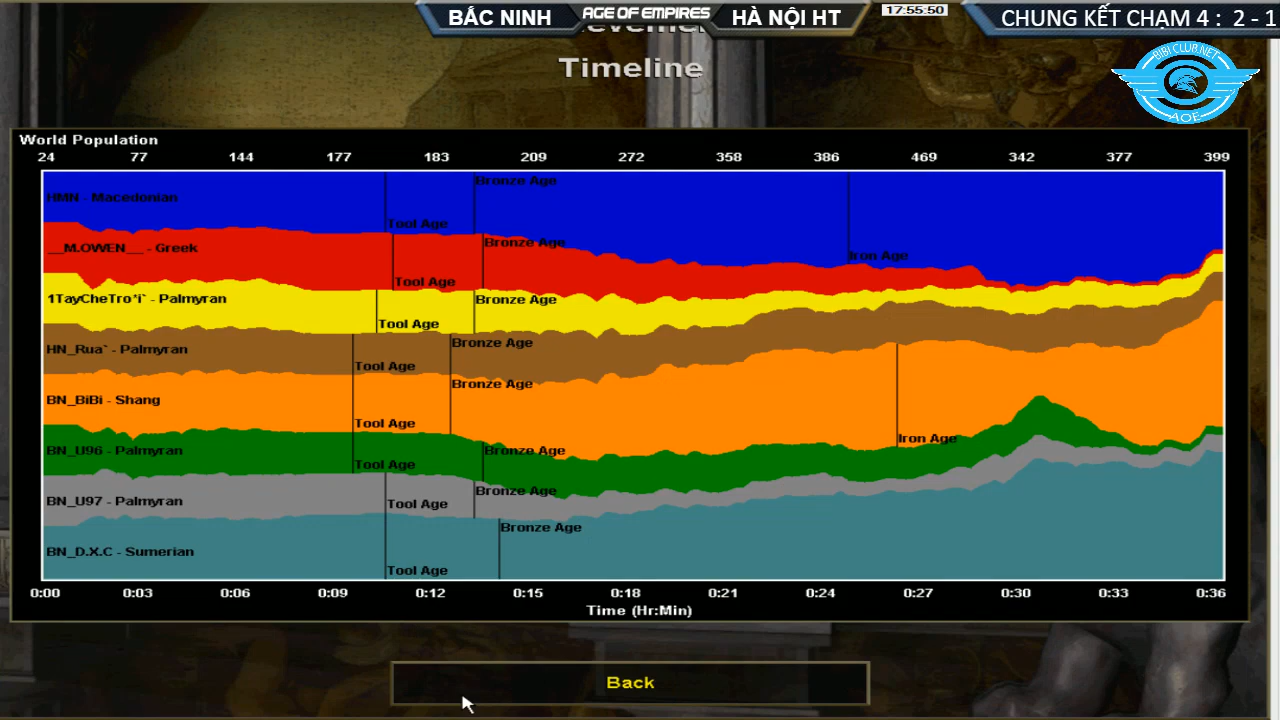 BẮC NINH
AGE OF EMPIRES
HÀ NỘI HT
17:55:50
CHUNG KẾT CHẠM 4 : 2 - 1
Timeline
BIBI CLUB.NET
AOE
World Population
24 77 144 177 183 209 272 358 386 469 342 377 399
HMN - Macedonian
Tool Age
Bronze Age
Iron Age
__M.OWEN__ - Greek
Tool Age
Bronze Age
1TayCheTro*i` - Palmyran
Tool Age
Bronze Age
HN_Rua` - Palmyran
Tool Age
Bronze Age
BN_BiBi - Shang
Tool Age
Bronze Age
Iron Age
BN_U96 - Palmyran
Tool Age
Bronze Age
BN_U97 - Palmyran
Tool Age
Bronze Age
BN_D.X.C - Sumerian
Tool Age
Bronze Age
0:00 0:03 0:06 0:09 0:12 0:15 0:18 0:21 0:24 0:27 0:30 0:33 0:36
Time (Hr:Min)
Back